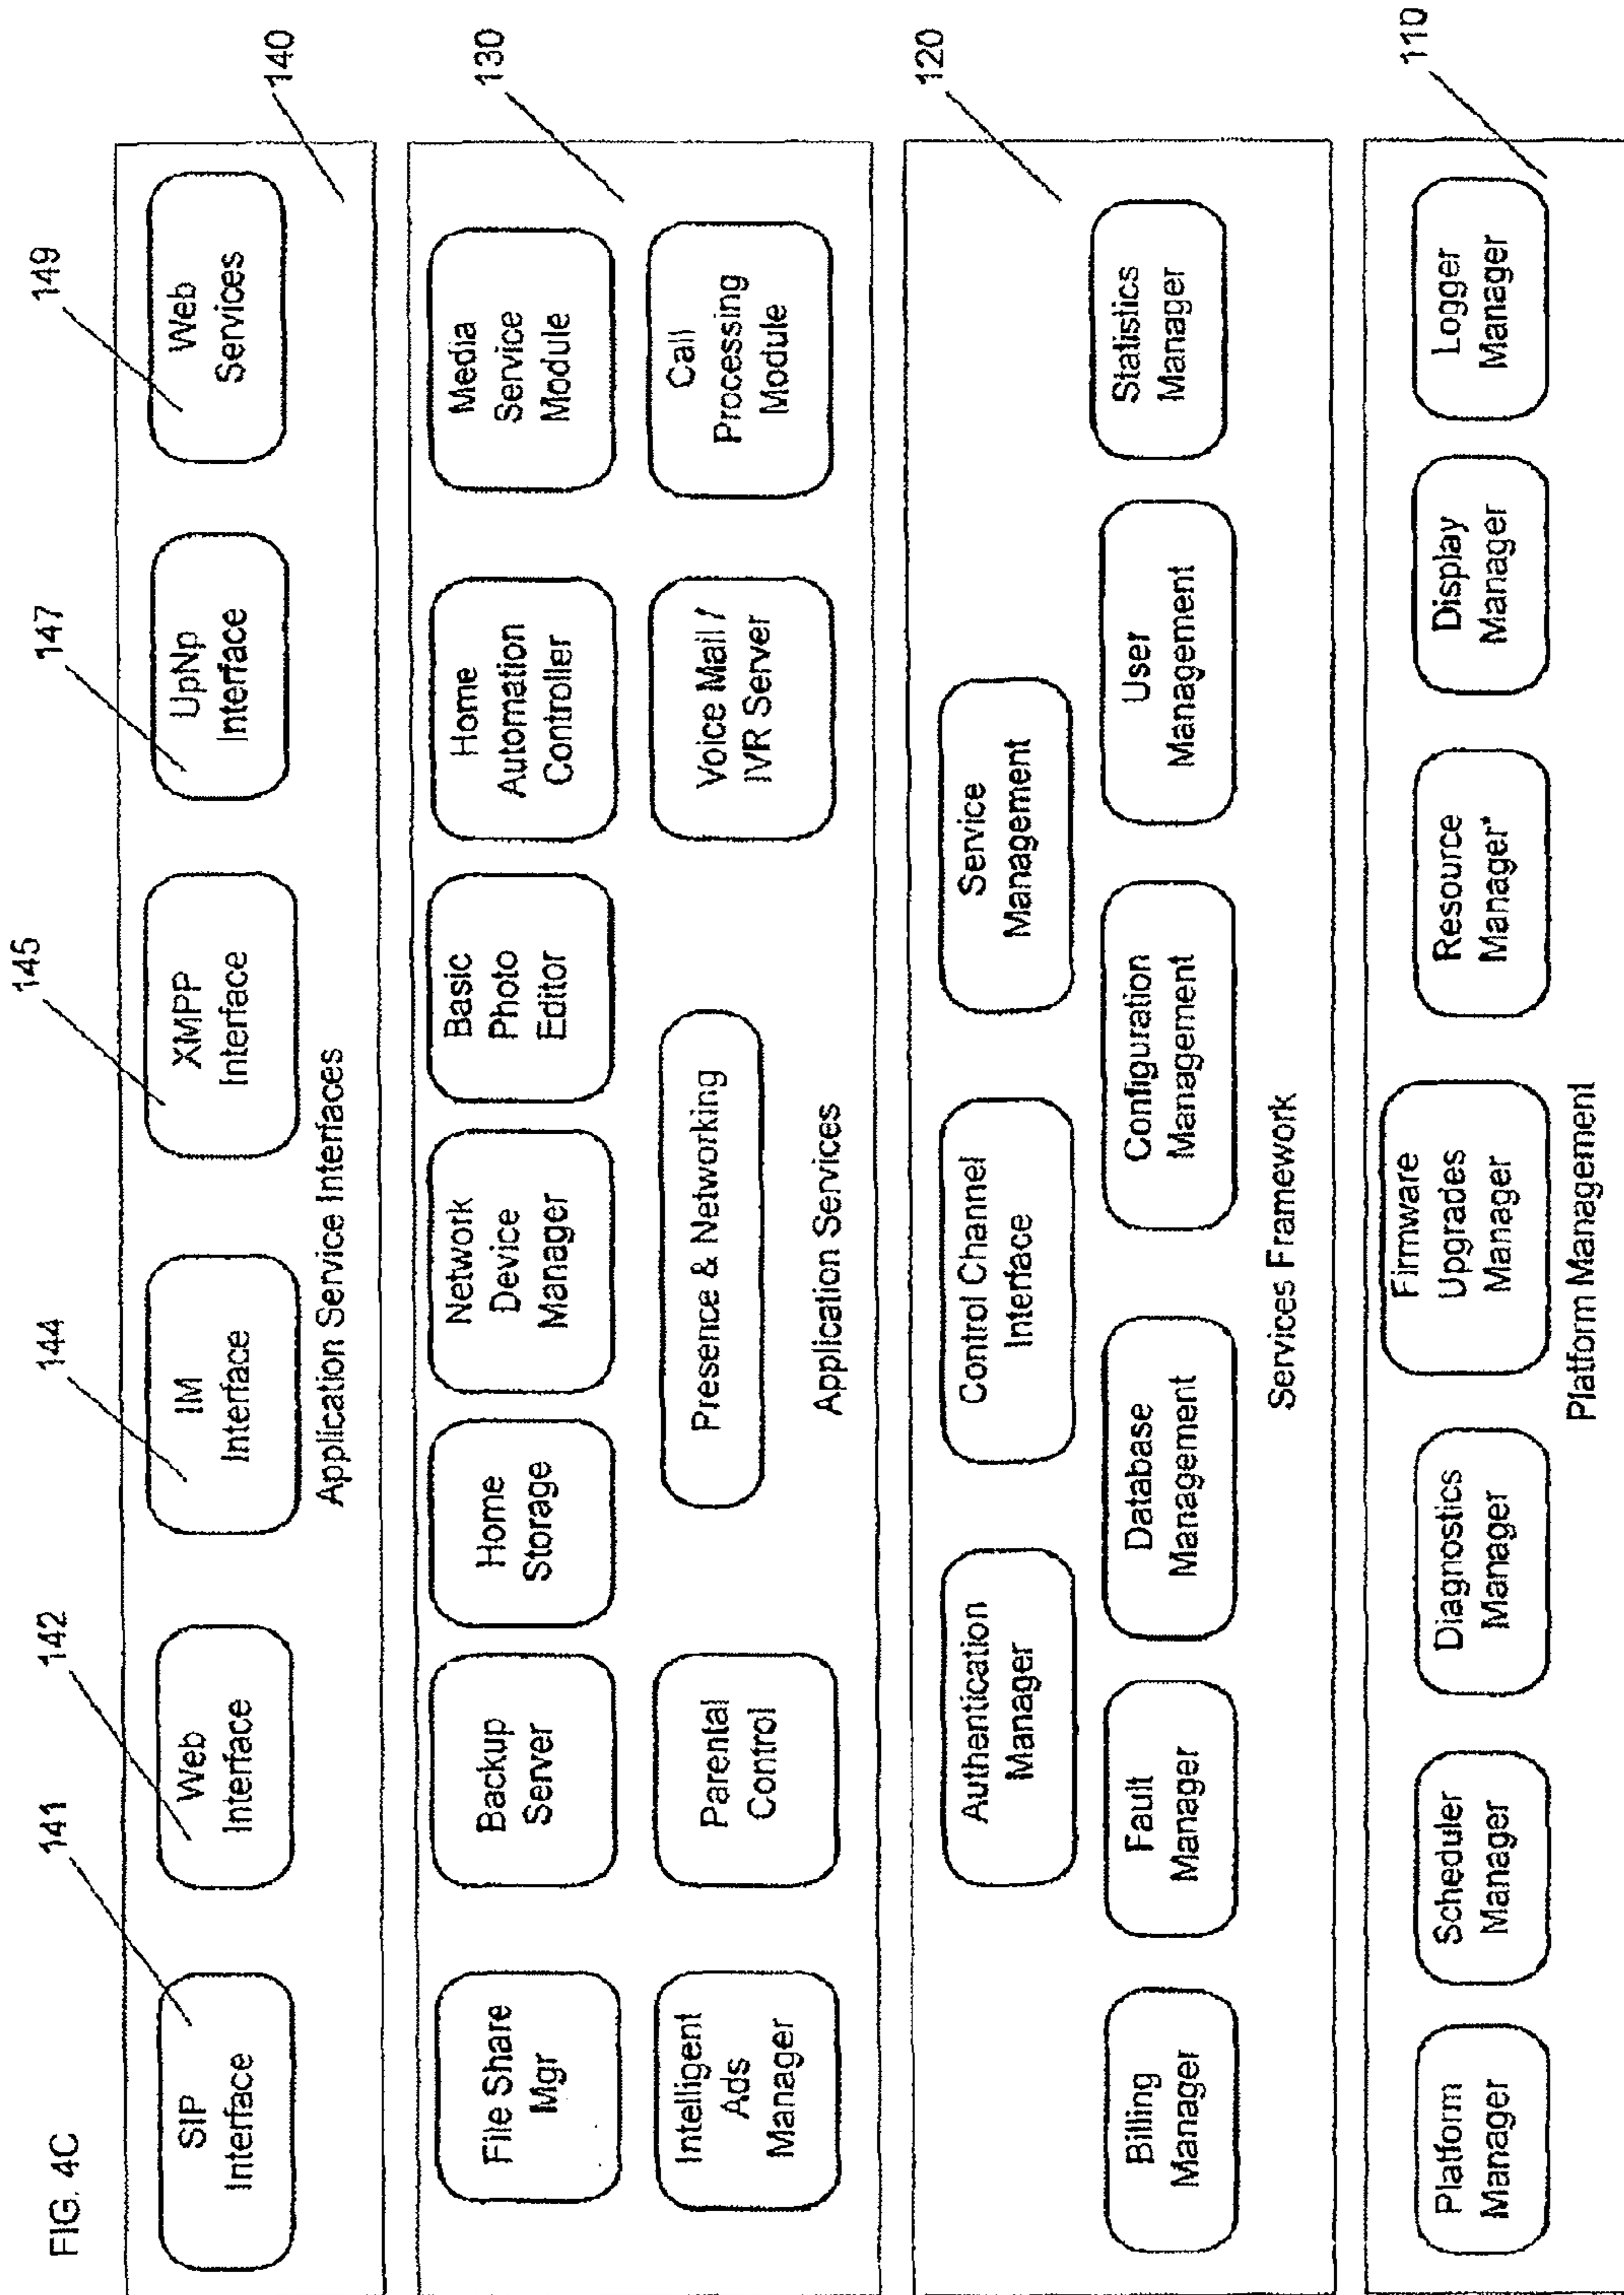 FIG. 4C
141
142
144
145
147
149
SIP
Interface
Web
Interface
IM
Interface
XMPP
Interface
UpNp
Interface
Web
Services
140
Application Service Interfaces
130
File Share
Mgr
Backup
Server
Home
Storage
Network
Device
Manager
Basic
Photo
Editor
Home
Automation
Controller
Media
Service
Module
Intelligent
Ads
Manager
Parental
Control
Presence & Networking
Voice Mail /
IVR Server
Call
Processing
Module
Application Services
120
Authentication
Manager
Control Channel
Interface
Service
Management
Billing
Manager
Fault
Manager
Database
Management
Configuration
Management
User
Management
Statistics
Manager
Services Framework
110
Platform
Manager
Scheduler
Manager
Diagnostics
Manager
Firmware
Upgrades
Manager
Resource
Manager*
Display
Manager
Logger
Manager
Platform Management